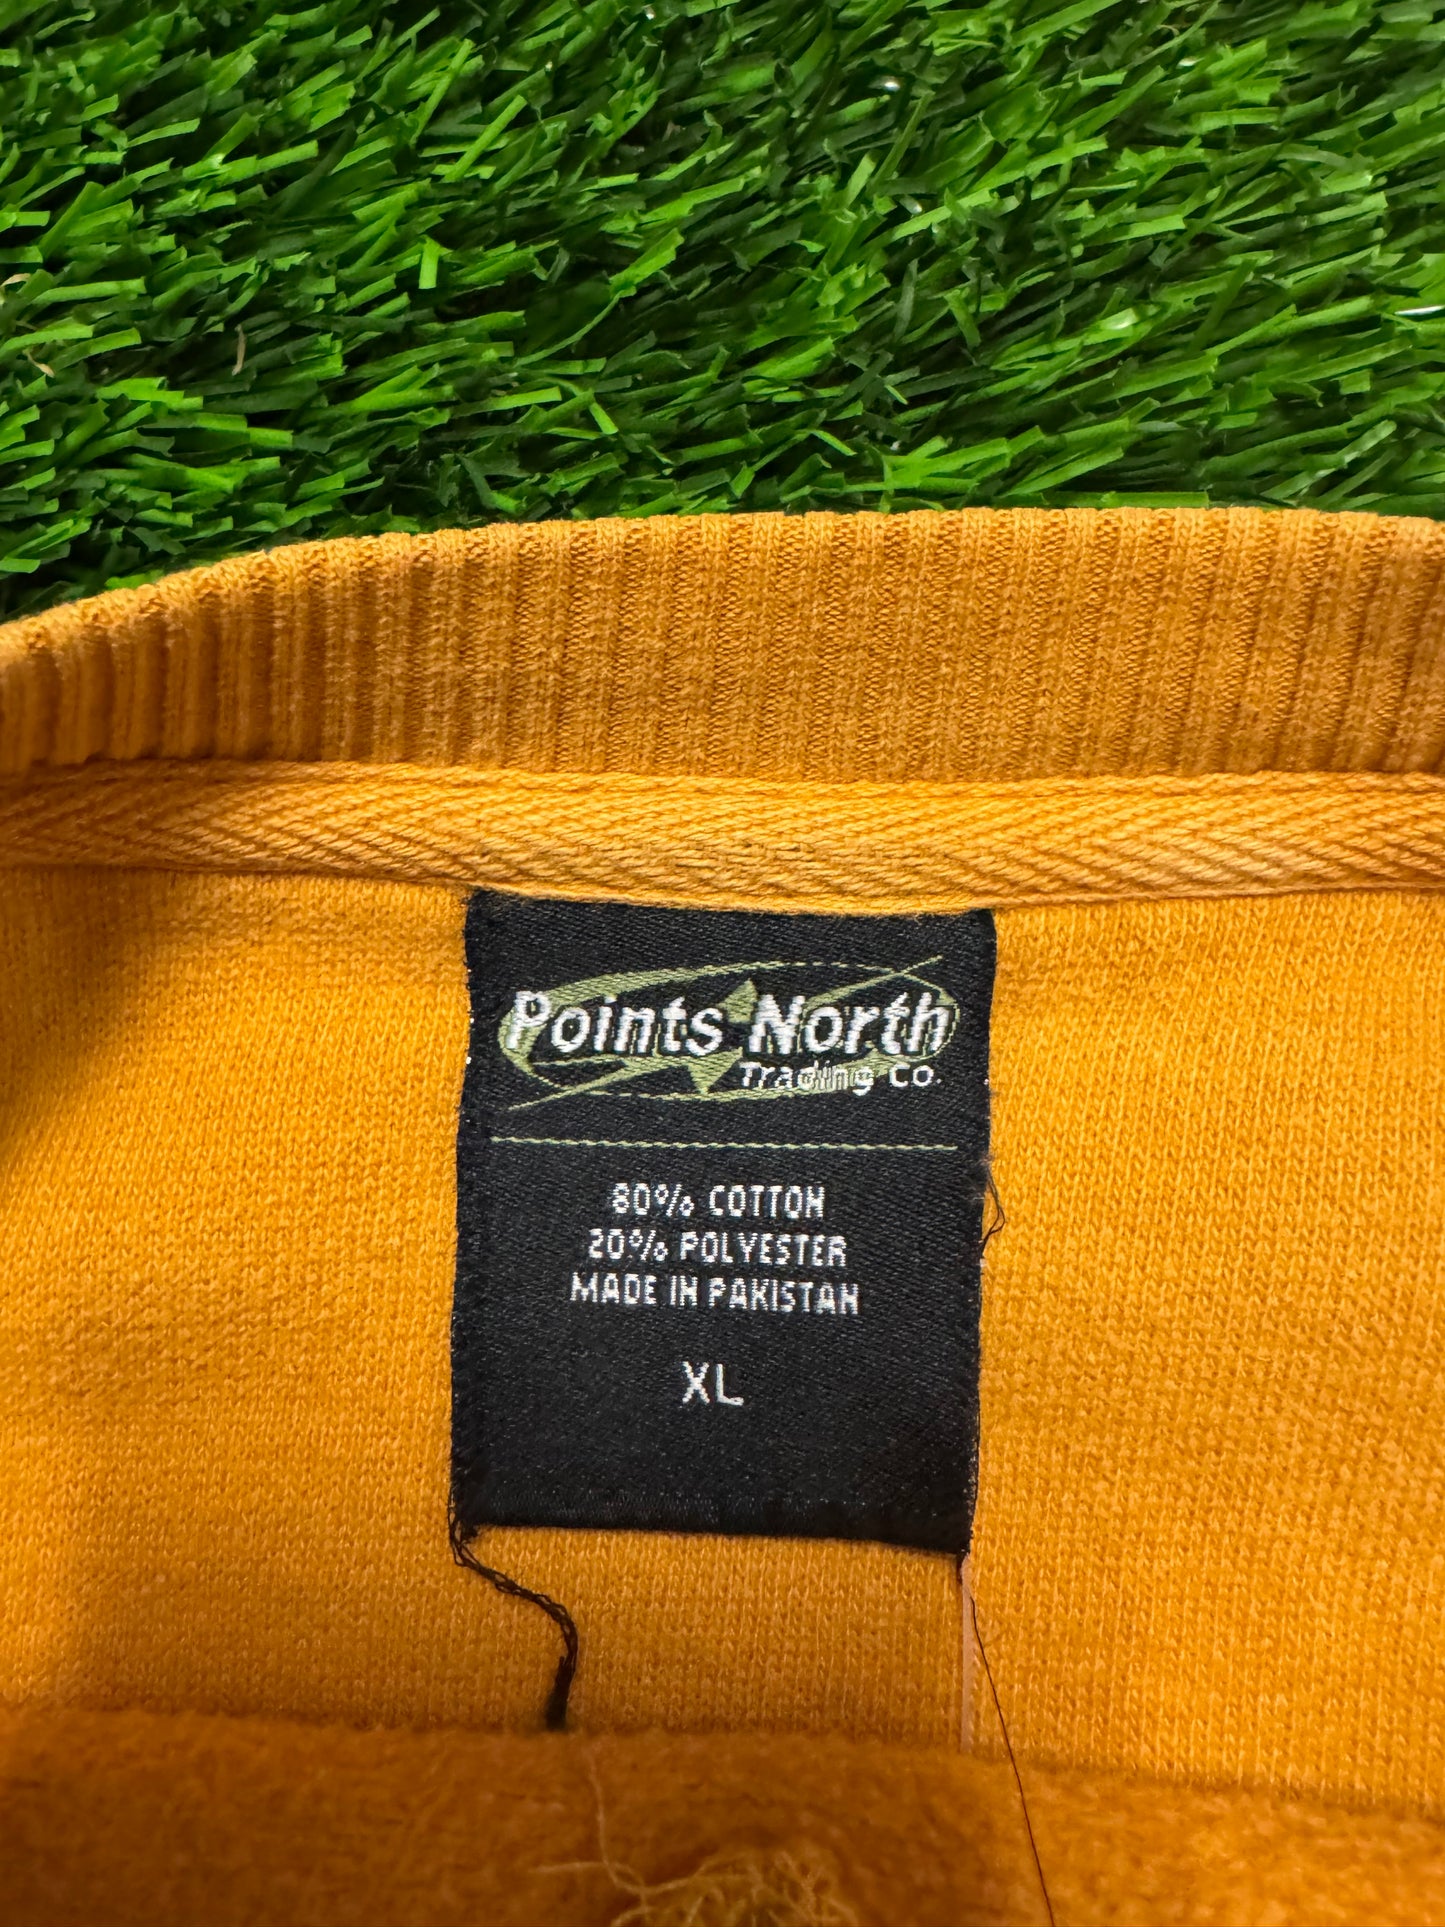 Points North
Trading Co.
80% COTTON
20% POLYESTER
MADE IN PAKISTAN
XL